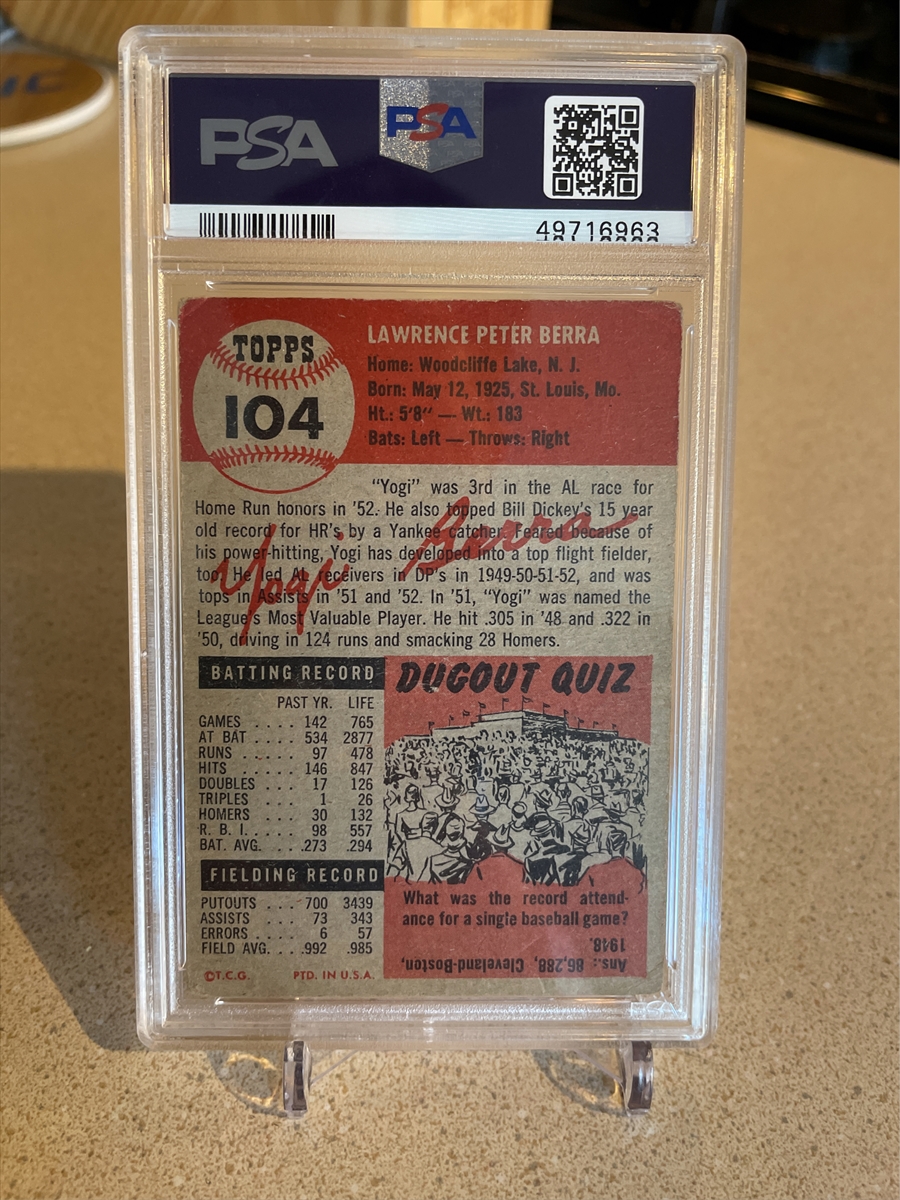 PSA
PSA
49716963
TOPPS
104
LAWRENCE PETER BERRA
Home: Woodcliffe Lake, N. J.
Born: May 12, 1925, St. Louis, Mo.
Ht.: 5'8" — Wt.: 183
Bats: Left — Throws: Right
"Yogi" was 3rd in the AL race for
Home Run honors in '52. He also topped Bill Dickey's 15 year
old record for HR's by a Yankee catcher. Feared because of
his power-hitting, Yogi has developed into a top flight fielder,
too. He led AL receivers in DP's in 1949-50-51-52, and was
tops in Assists in '51 and '52. In '51, "Yogi" was named the
League's Most Valuable Player. He hit .305 in '48 and .322 in
'50, driving in 124 runs and smacking 28 Homers.
Yogi Berra
BATTING RECORD
PAST YR. LIFE
GAMES .... 142 765
AT BAT .... 534 2877
RUNS ..... 97 478
HITS ..... 146 847
DOUBLES ... 17 126
TRIPLES ... 1 26
HOMERS ... 30 132
R. B. I. .... 98 557
BAT. AVG. .. .273 .294
FIELDING RECORD
PUTOUTS ... 700 3439
ASSISTS ... 73 343
ERRORS .... 6 57
FIELD AVG. .. .992 .985
©T.C.G. PTD. IN U.S.A.
DUGOUT QUIZ
What was the record attend-
ance for a single baseball game?
Ans.: 86,288, Cleveland-Boston,
1948.